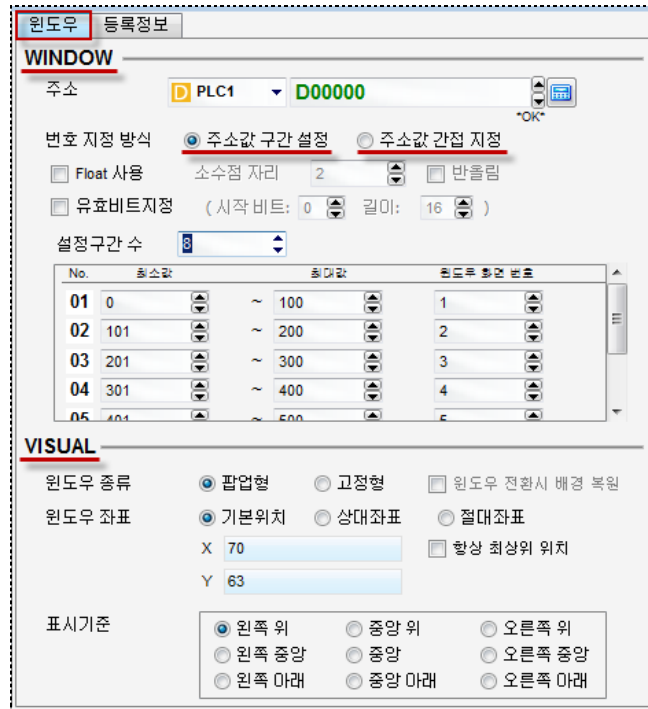 윈도우 등록정보
WINDOW
주소 D PLC1 D00000
*OK*
번호 지정 방식 주소값 구간 설정 주소값 간접 지정
Float 사용 소수점 자리 2 반올림
유효비트지정 (시작 비트: 0 길이: 16 )
설정구간 수 8
No. 최소값 최대값 윈도우 화면 번호
01 0 ~ 100 1
02 101 ~ 200 2
03 201 ~ 300 3
04 301 ~ 400 4
05 401 ~ 500 5
VISUAL
윈도우 종류 팝업형 고정형 윈도우 전환시 배경 복원
윈도우 좌표 기본위치 상대좌표 절대좌표
X 70 항상 최상위 위치
Y 63
표시기준 왼쪽 위 중앙 위 오른쪽 위
왼쪽 중앙 중앙 오른쪽 중앙
왼쪽 아래 중앙 아래 오른쪽 아래